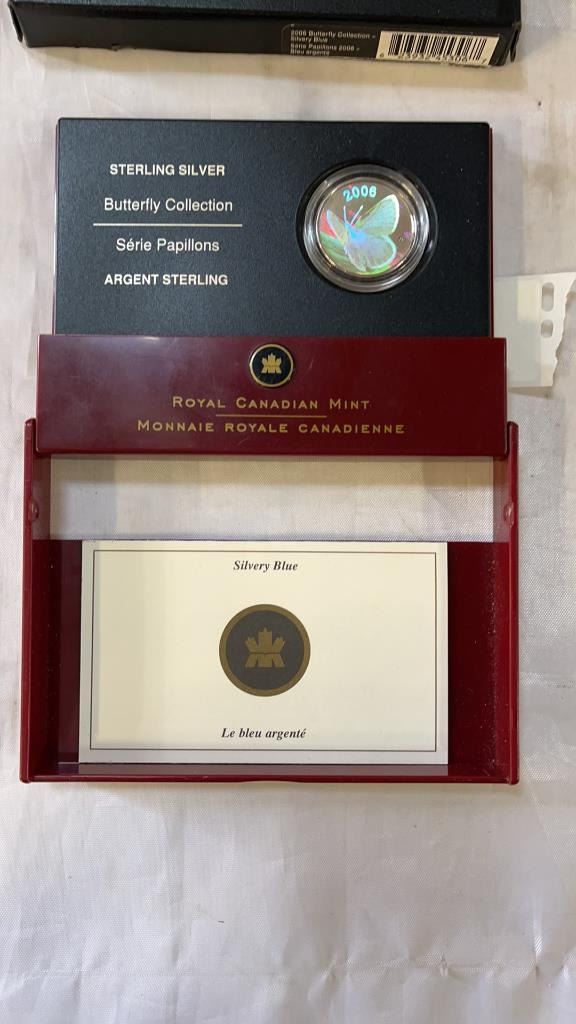 2006 Butterfly Collection -
Silvery Blue
Série Papillons 2006 -
Bleu argenté
STERLING SILVER
Butterfly Collection
Série Papillons
ARGENT STERLING
2006
ROYAL CANADIAN MINT
MONNAIE ROYALE CANADIENNE
Silvery Blue
Le bleu argenté